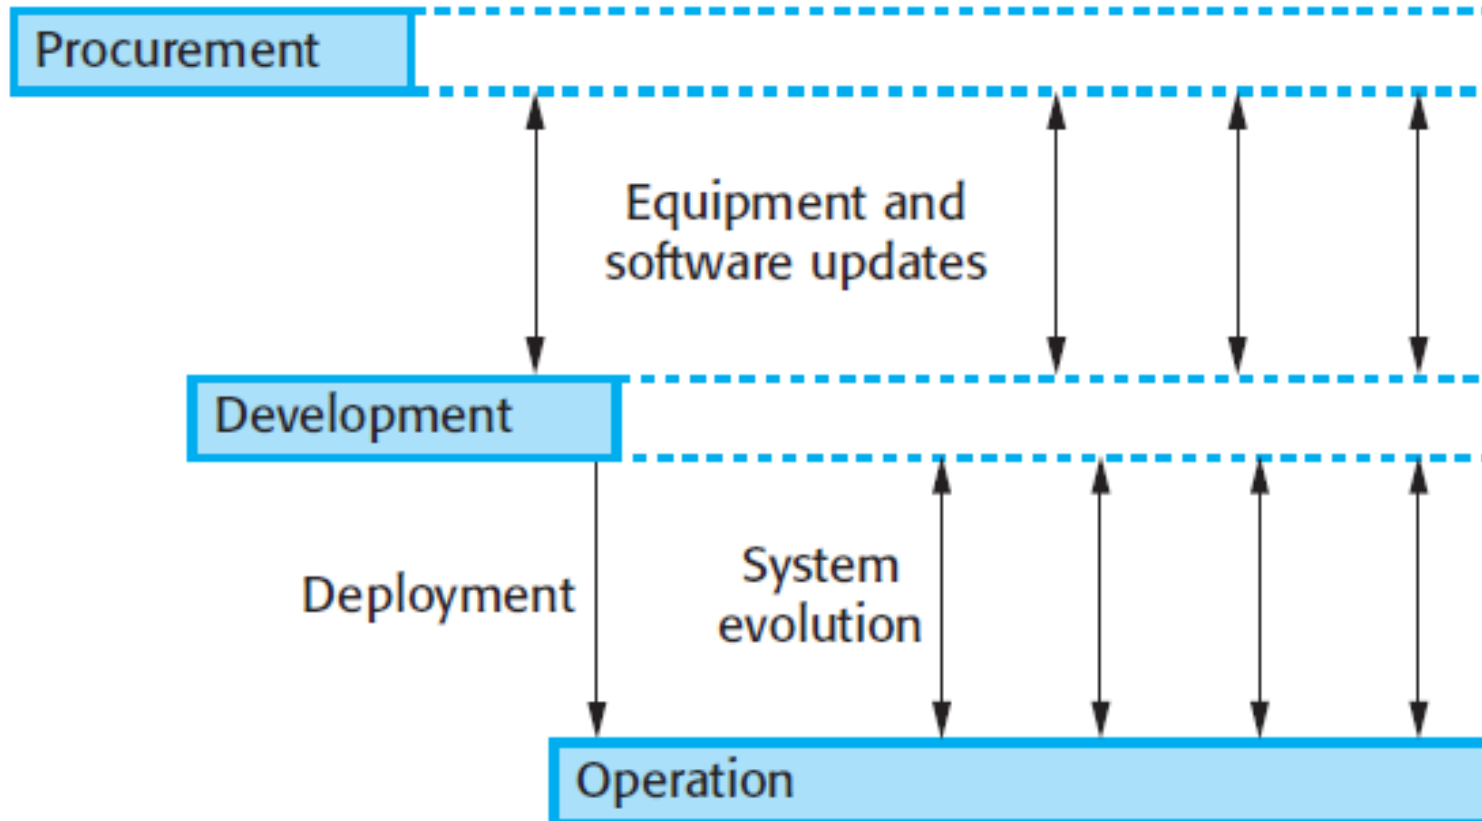 Procurement
Equipment and
software updates
Development
Deployment
System
evolution
Operation